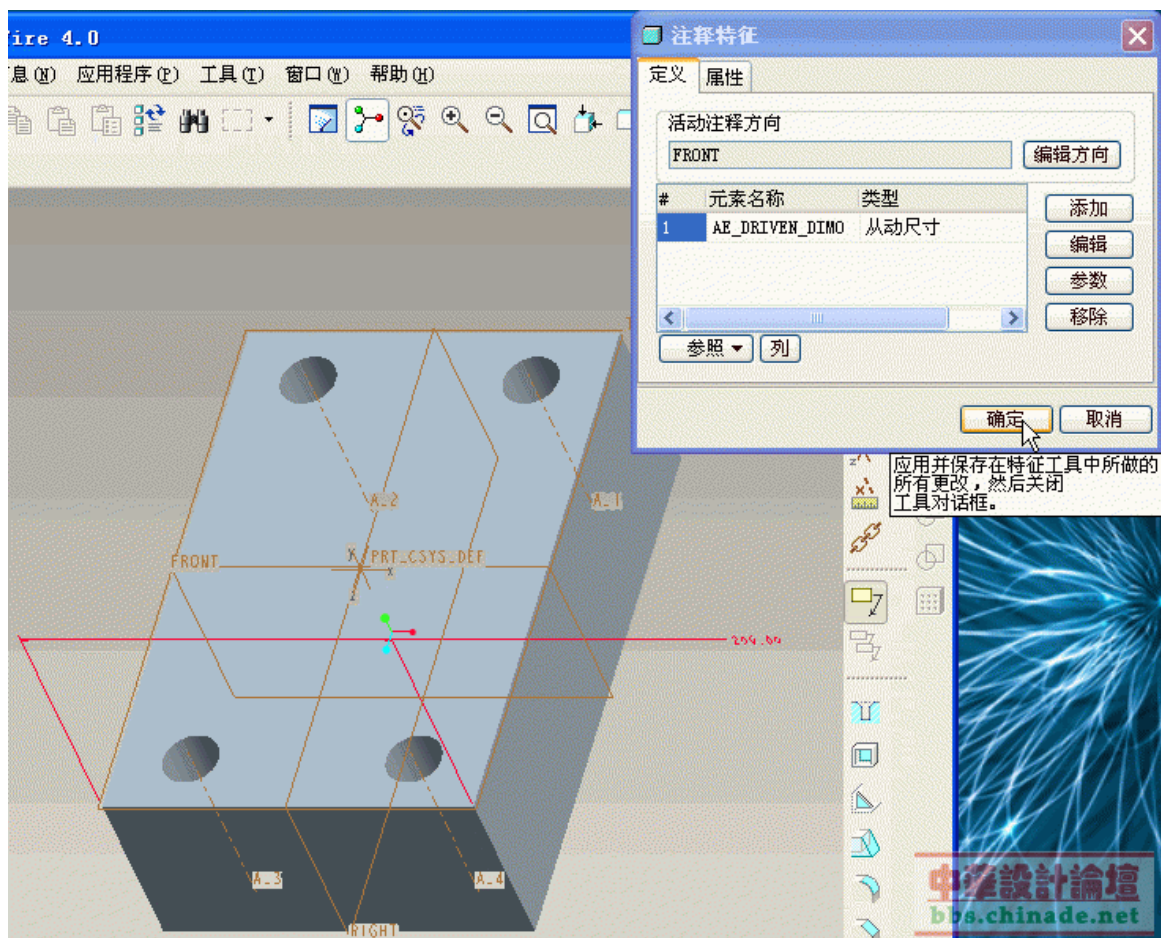 fire 4.0
息(N) 应用程序(P) 工具(T) 窗口(W) 帮助(H)
注释特征
定义 属性
活动注释方向
FRONT 编辑方向
# 元素名称 类型
1 AE_DRIVEN_DIM0 从动尺寸
添加
编辑
参数
移除
参照 列
确定 取消
应用并保存在特征工具中所做的
所有更改，然后关闭
工具对话框。
A_2
A_1
FRONT
Y PRT_CSYS_DEF
X
Z
A_3
A_4
RIGHT
中華設計論壇
bbs.chinade.net